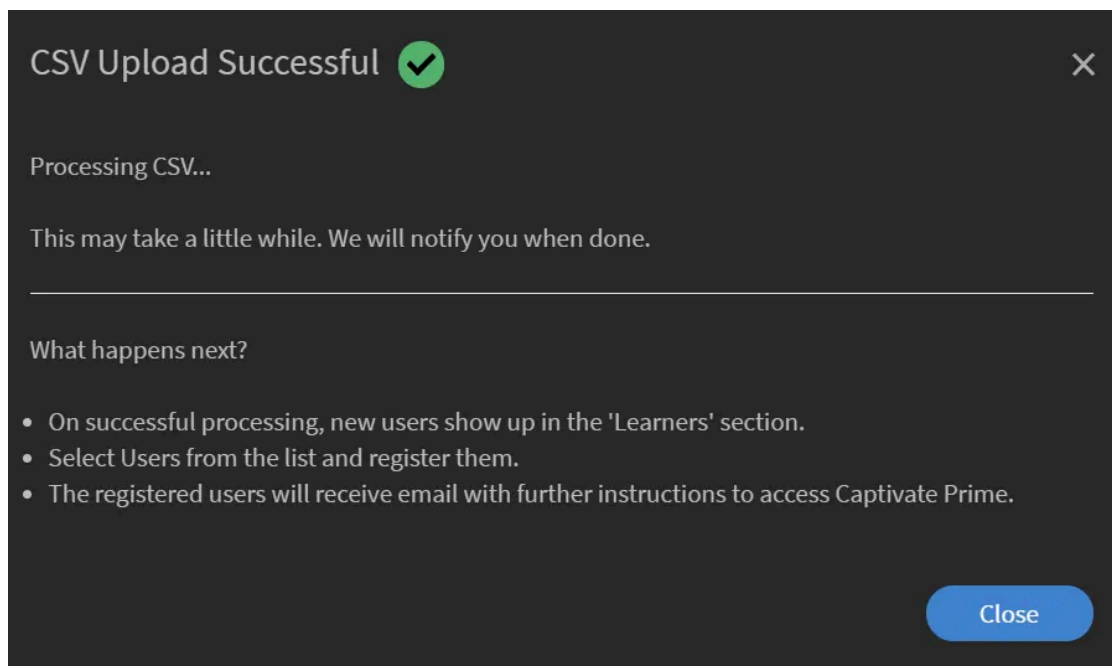 CSV Upload Successful
Processing CSV...
This may take a little while. We will notify you when done.
What happens next?
• On successful processing, new users show up in the 'Learners' section.
• Select Users from the list and register them.
• The registered users will receive email with further instructions to access Captivate Prime.
Close